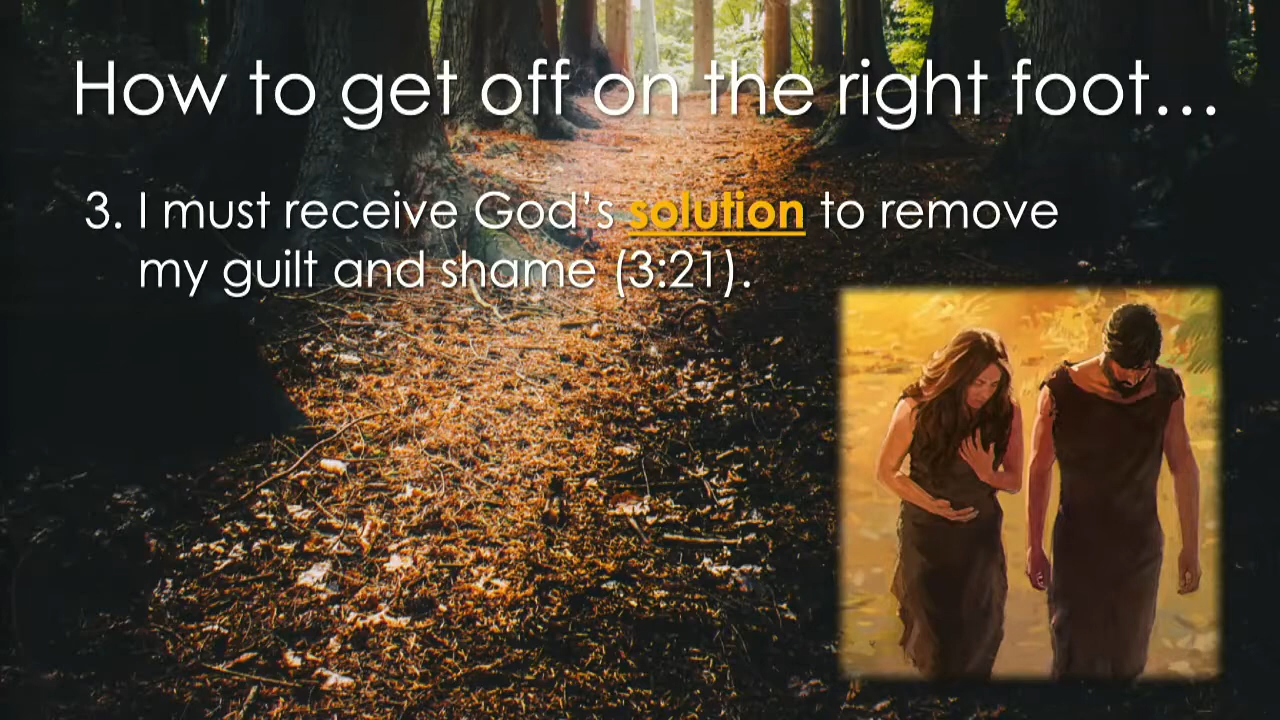 How to get off on the right foot…
3. I must receive God’s solution to remove
my guilt and shame (3:21).